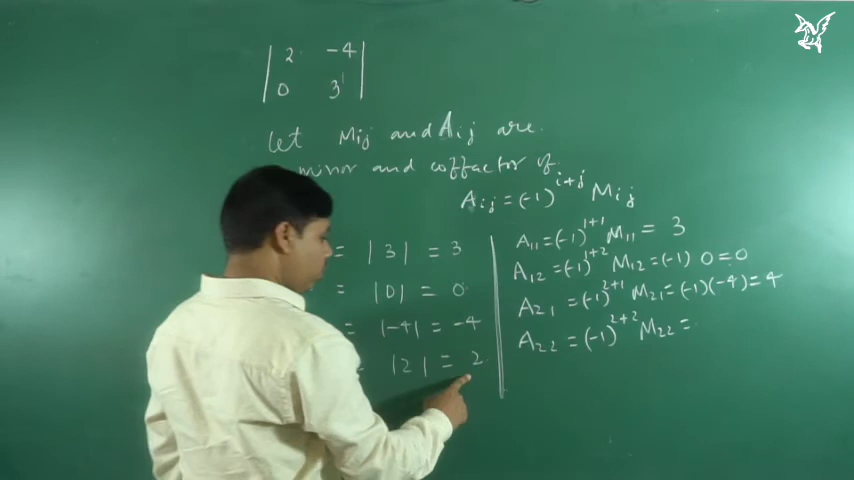 | 2 -4 |
| 0 3 |
Let Mij and Aij are
minor and coffactor of
Aij = (-1)^i+j Mij
= |3| = 3
= |0| = 0
= |-4| = -4
= |2| = 2
A11 = (-1)^1+1 M11 = 3
A12 = (-1)^1+2 M12 = (-1) 0 = 0
A21 = (-1)^2+1 M21 = (-1)(-4) = 4
A22 = (-1)^2+2 M22 =